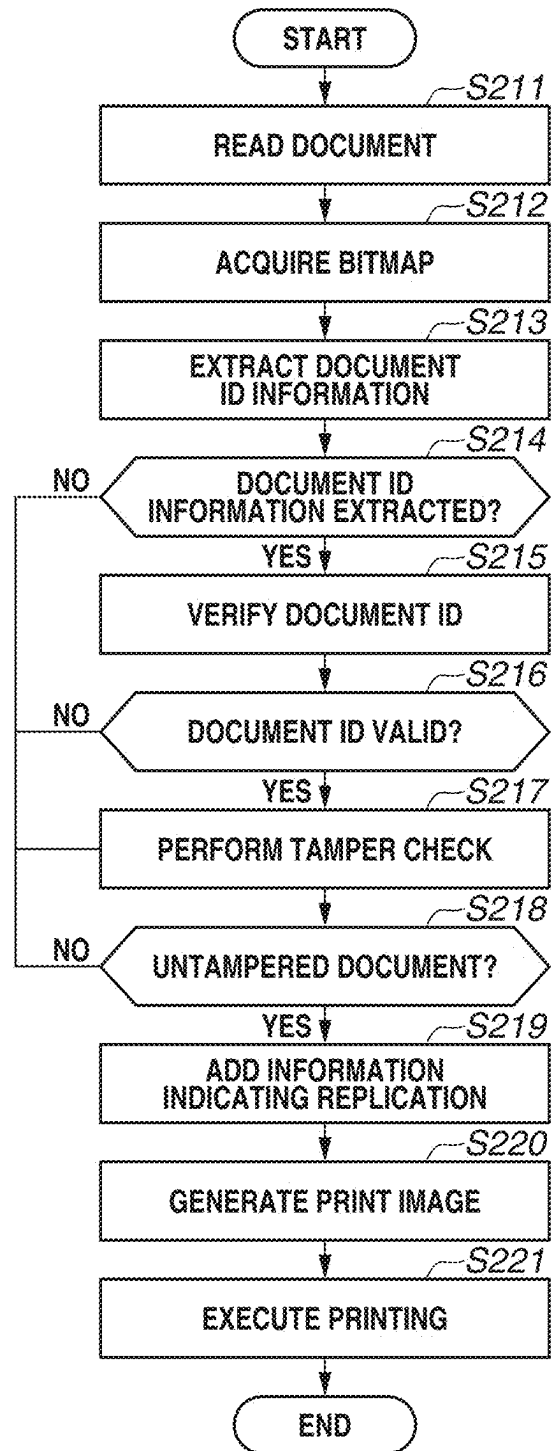 START
S211
READ DOCUMENT
S212
ACQUIRE BITMAP
S213
EXTRACT DOCUMENT
ID INFORMATION
S214
NO
DOCUMENT ID
INFORMATION EXTRACTED?
YES
S215
VERIFY DOCUMENT ID
S216
NO
DOCUMENT ID VALID?
YES
S217
PERFORM TAMPER CHECK
S218
NO
UNTAMPERED DOCUMENT?
YES
S219
ADD INFORMATION
INDICATING REPLICATION
S220
GENERATE PRINT IMAGE
S221
EXECUTE PRINTING
END